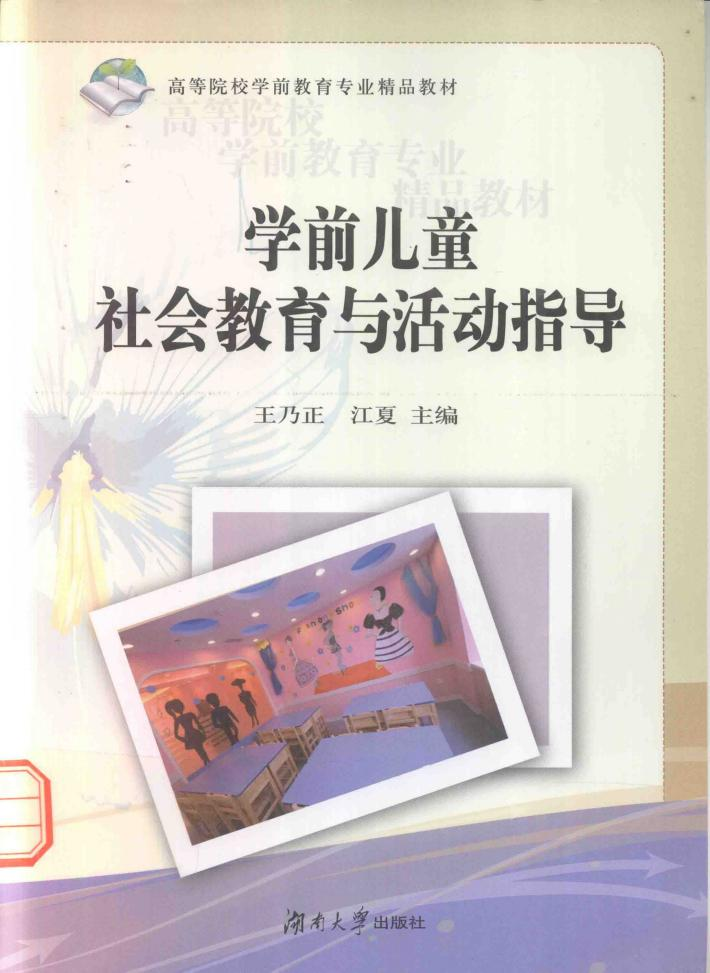 高等院校学前教育专业精品教材
高等院校
学前教育专业
精品教材
学前儿童
社会教育与活动指导
王乃正 江夏 主编
湖南大学出版社